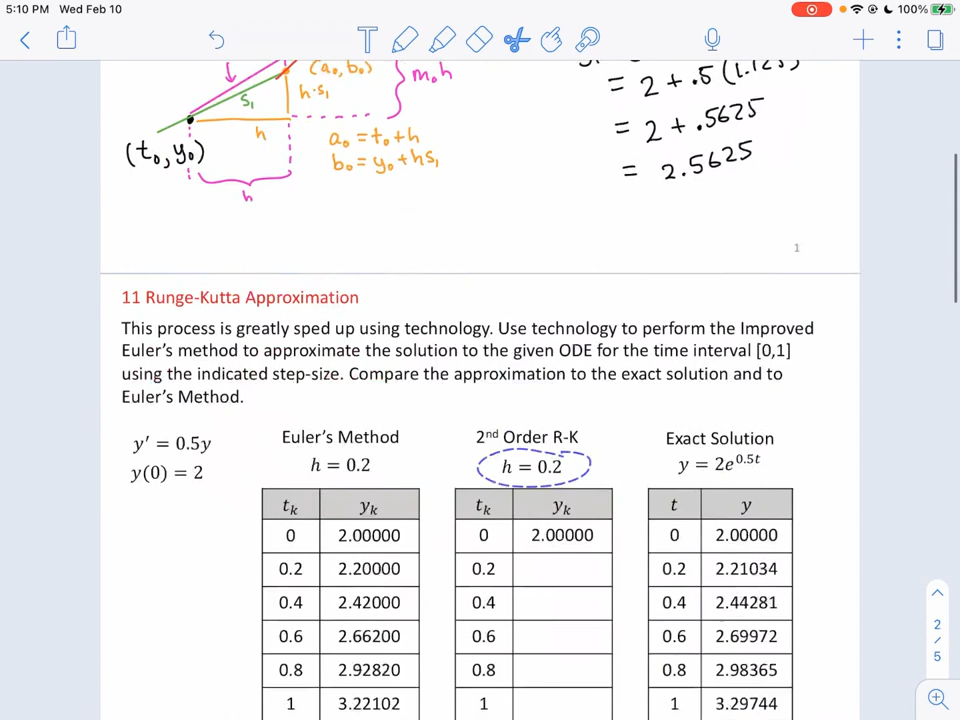 5:10 PM Wed Feb 10
100%
T
(a₀, b₀)
m₀h
s₁
h·s₁
h
(t₀, y₀)
a₀ = t₀ + h
b₀ = y₀ + hs₁
h
= 2 + .5 (1.125)
= 2 + .5625
= 2.5625
1
11 Runge-Kutta Approximation
This process is greatly sped up using technology. Use technology to perform the Improved
Euler's method to approximate the solution to the given ODE for the time interval [0,1]
using the indicated step-size. Compare the approximation to the exact solution and to
Euler's Method.
y′ = 0.5y
y(0) = 2
Euler's Method
h = 0.2
2nd Order R-K
h = 0.2
Exact Solution
y = 2e^0.5t
tₖ yₖ tₖ yₖ t y
0 2.00000 0 2.00000 0 2.00000
0.2 2.20000 0.2 0.2 2.21034
0.4 2.42000 0.4 0.4 2.44281
0.6 2.66200 0.6 0.6 2.69972
0.8 2.92820 0.8 0.8 2.98365
1 3.22102 1 1 3.29744
2
/
5